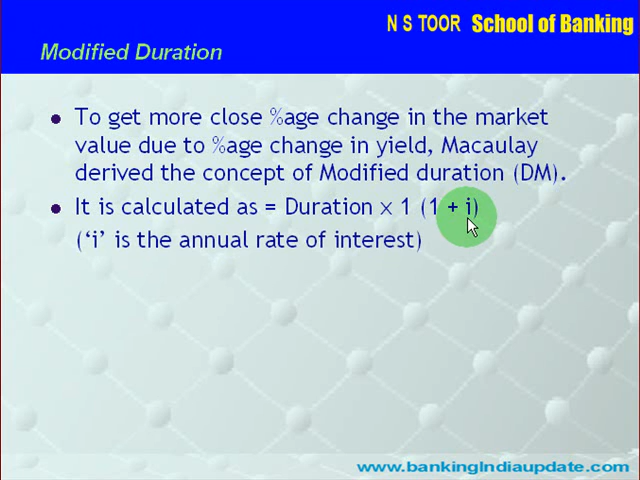 N S TOOR School of Banking
Modified Duration
• To get more close %age change in the market
value due to %age change in yield, Macaulay
derived the concept of Modified duration (DM).
• It is calculated as = Duration x 1 (1 + i)
(‘i’ is the annual rate of interest)
www.bankingIndiaupdate.com